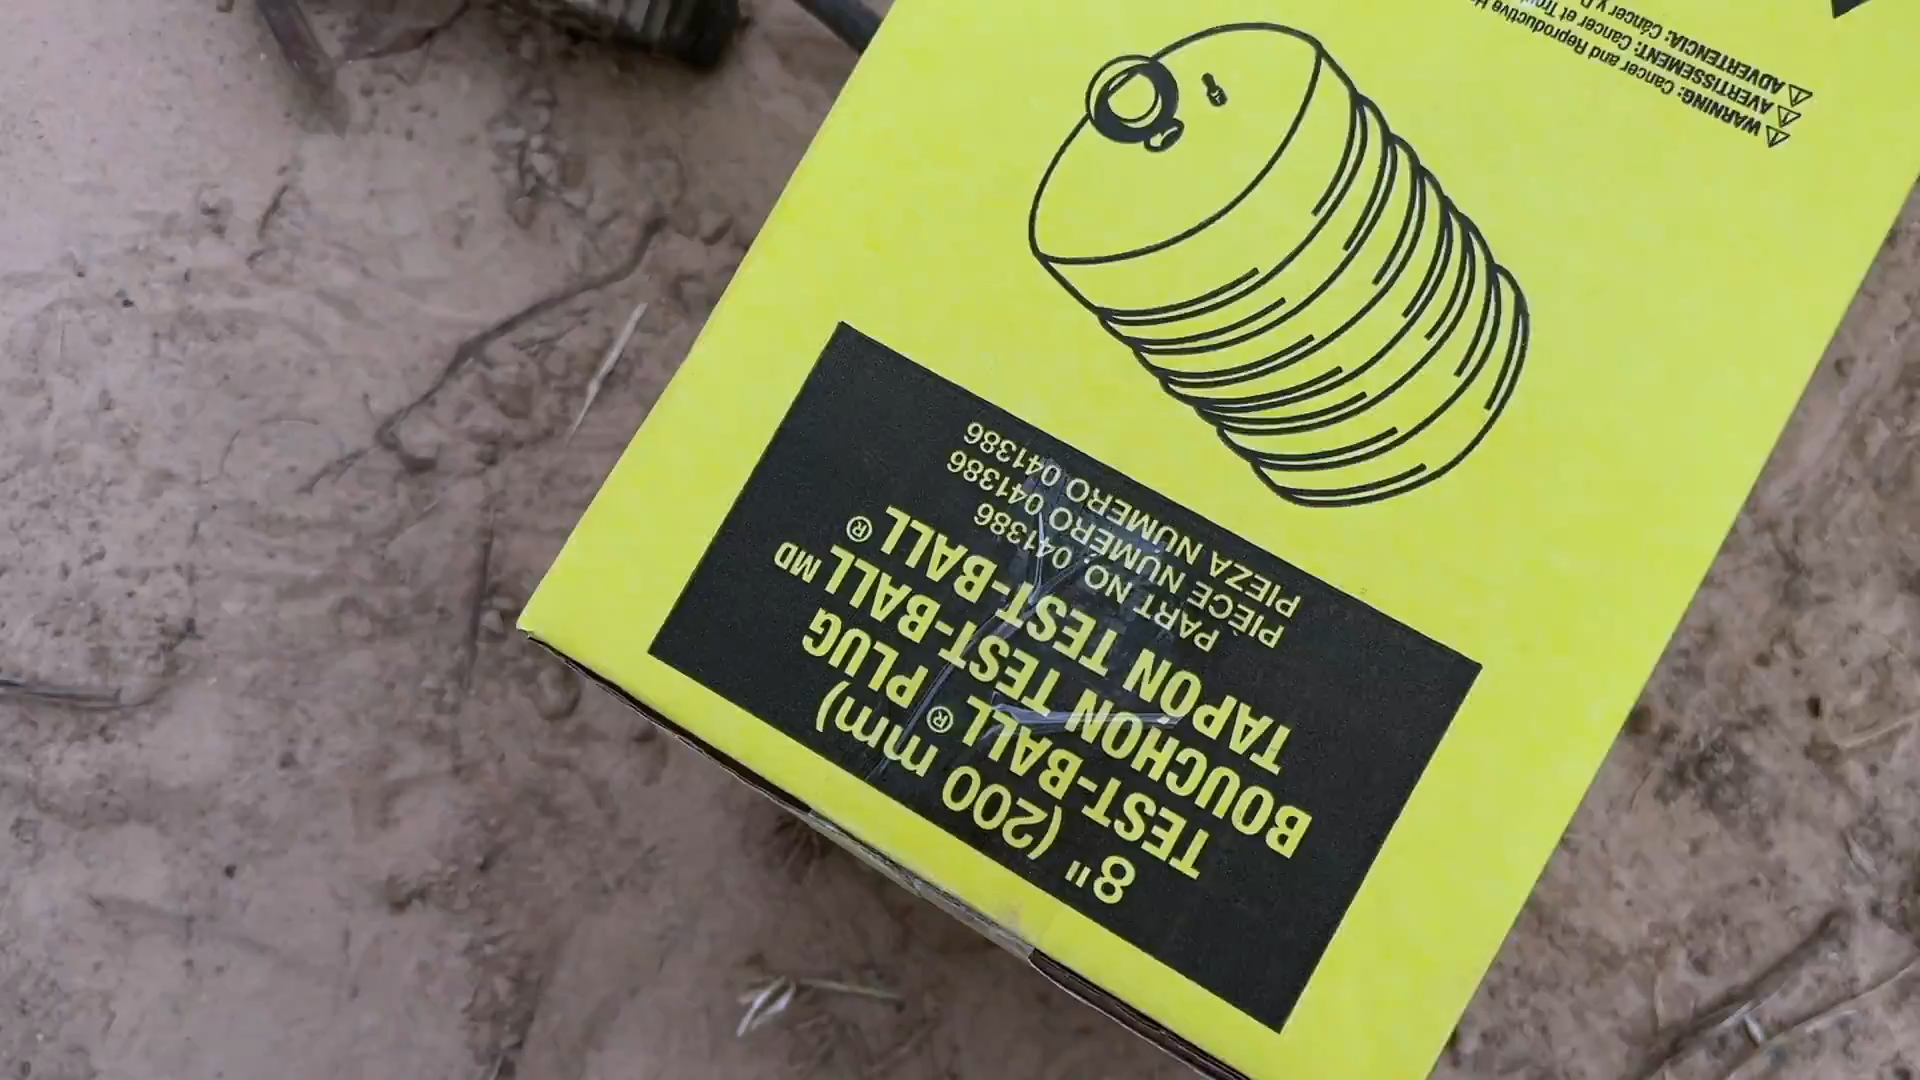 8" (200 mm)
TEST-BALL® PLUG
BOUCHON TEST-BALL MD
TAPÓN TEST-BALL®
PART NO. 041386
PIÈCE NUMÉRO 041386
PIEZA NUMERO 041386
⚠WARNING: Cancer and Reproductive
⚠AVERTISSEMENT: Cancer et
⚠ADVERTENCIA: Cáncer y